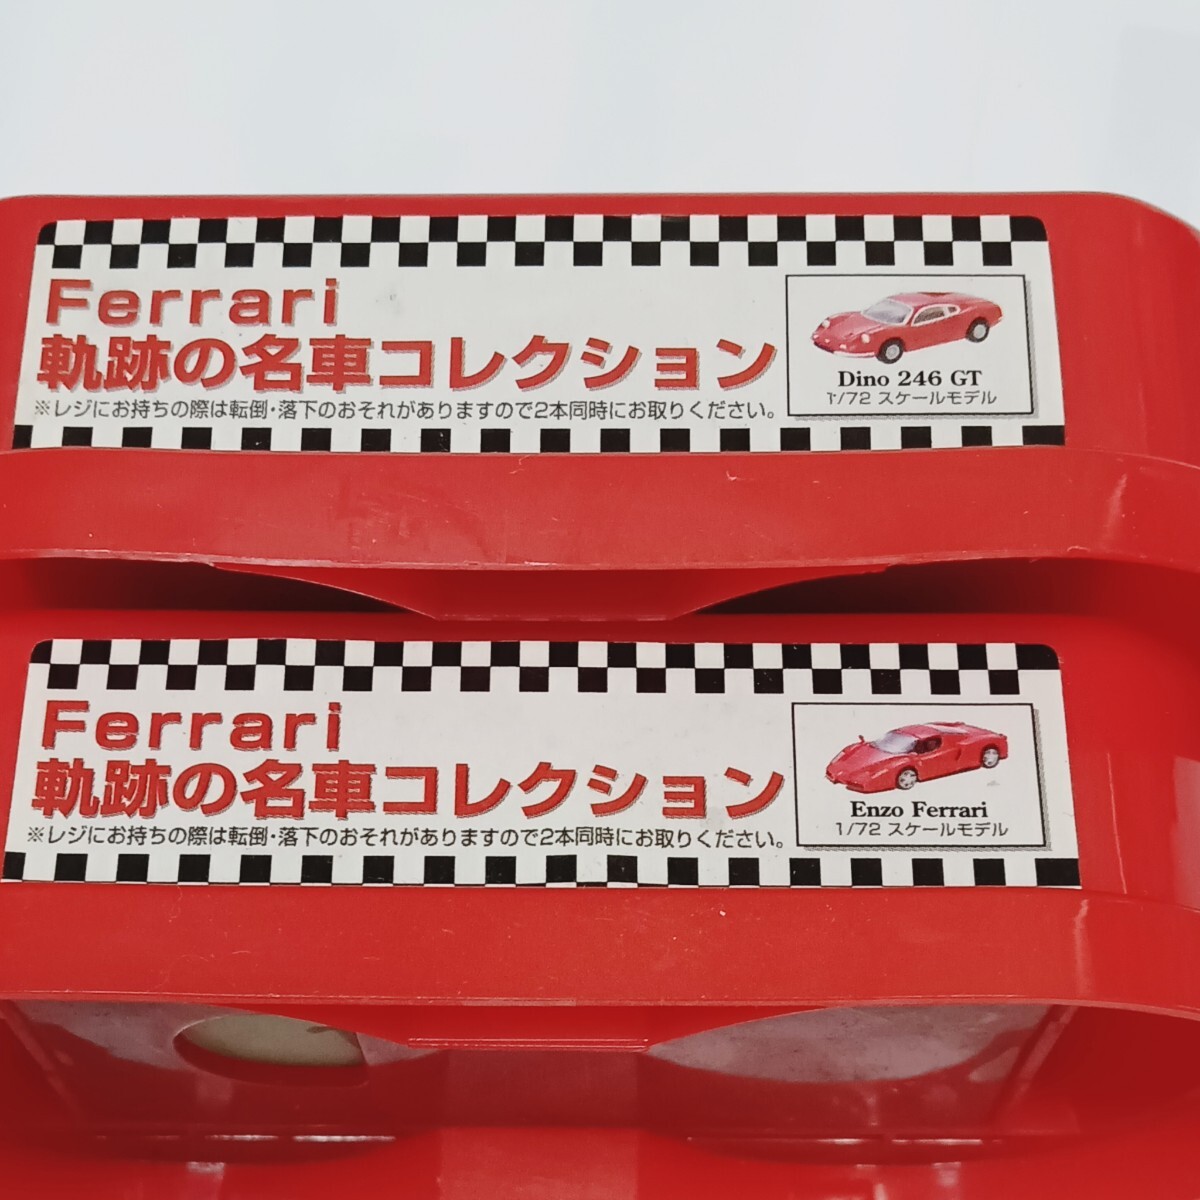 Ferrari
軌跡の名車コレクション
※レジにお持ちの際は転倒・落下のおそれがありますので2本同時にお取りください。
Dino 246 GT
1/72 スケールモデル
Ferrari
軌跡の名車コレクション
※レジにお持ちの際は転倒・落下のおそれがありますので2本同時にお取りください。
Enzo Ferrari
1/72 スケールモデル